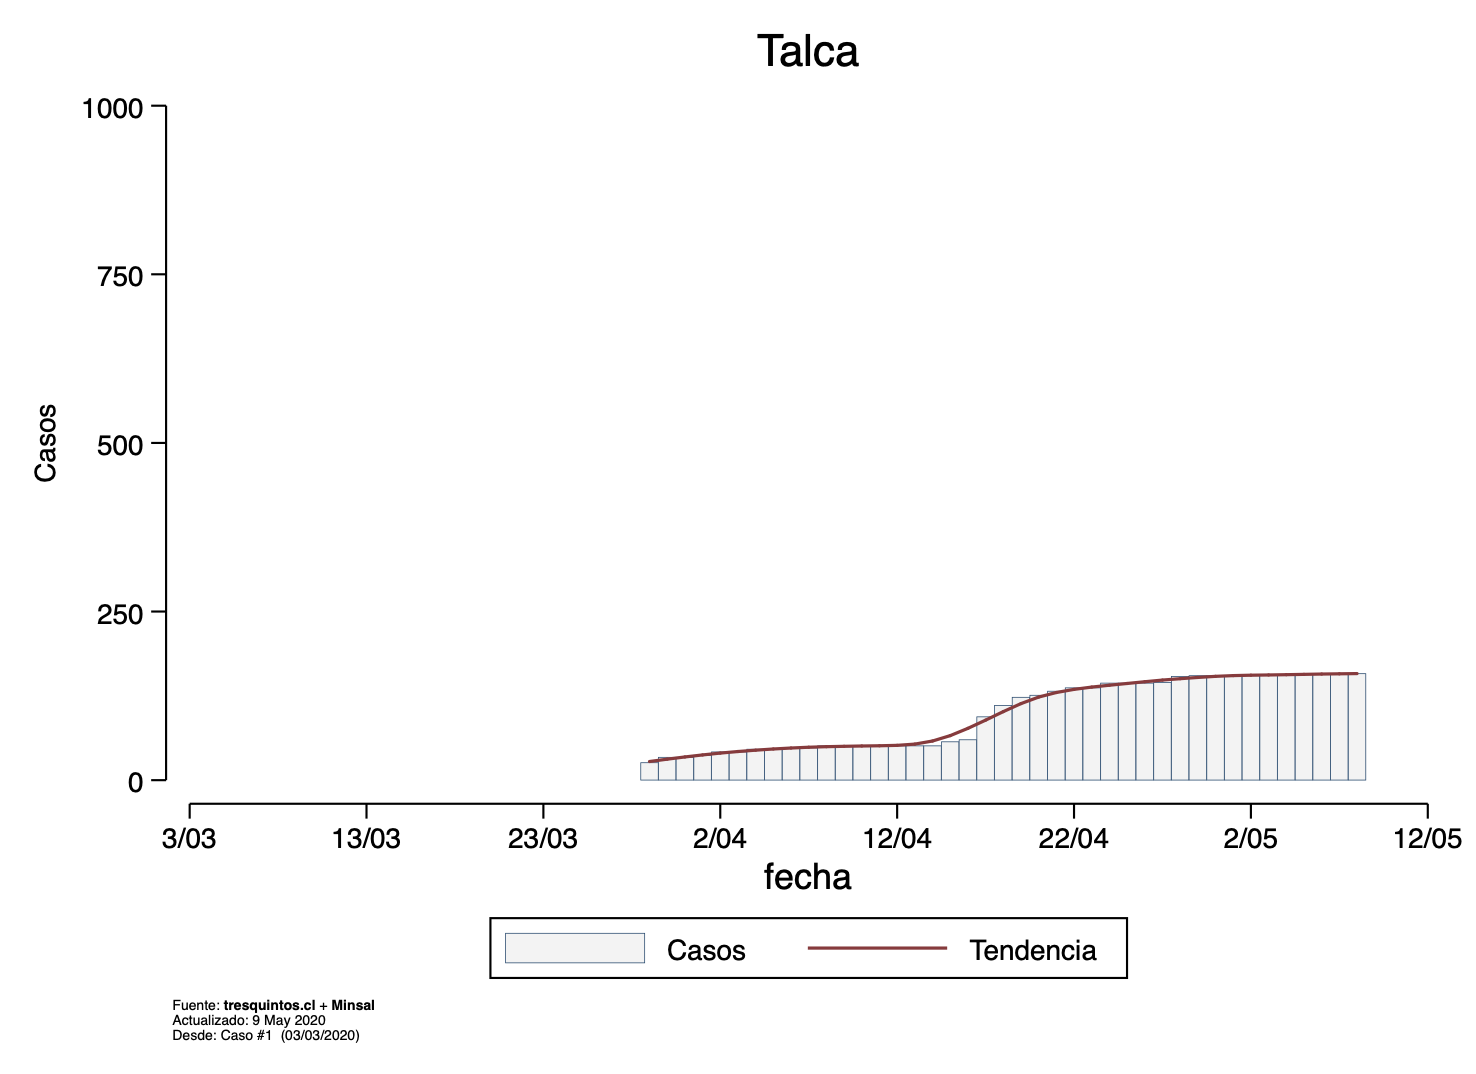 Talca
1000
750
500
250
0
Casos
3/03 13/03 23/03 2/04 12/04 22/04 2/05 12/05
fecha
Casos Tendencia
Fuente: tresquintos.cl + Minsal
Actualizado: 9 May 2020
Desde: Caso #1 (03/03/2020)